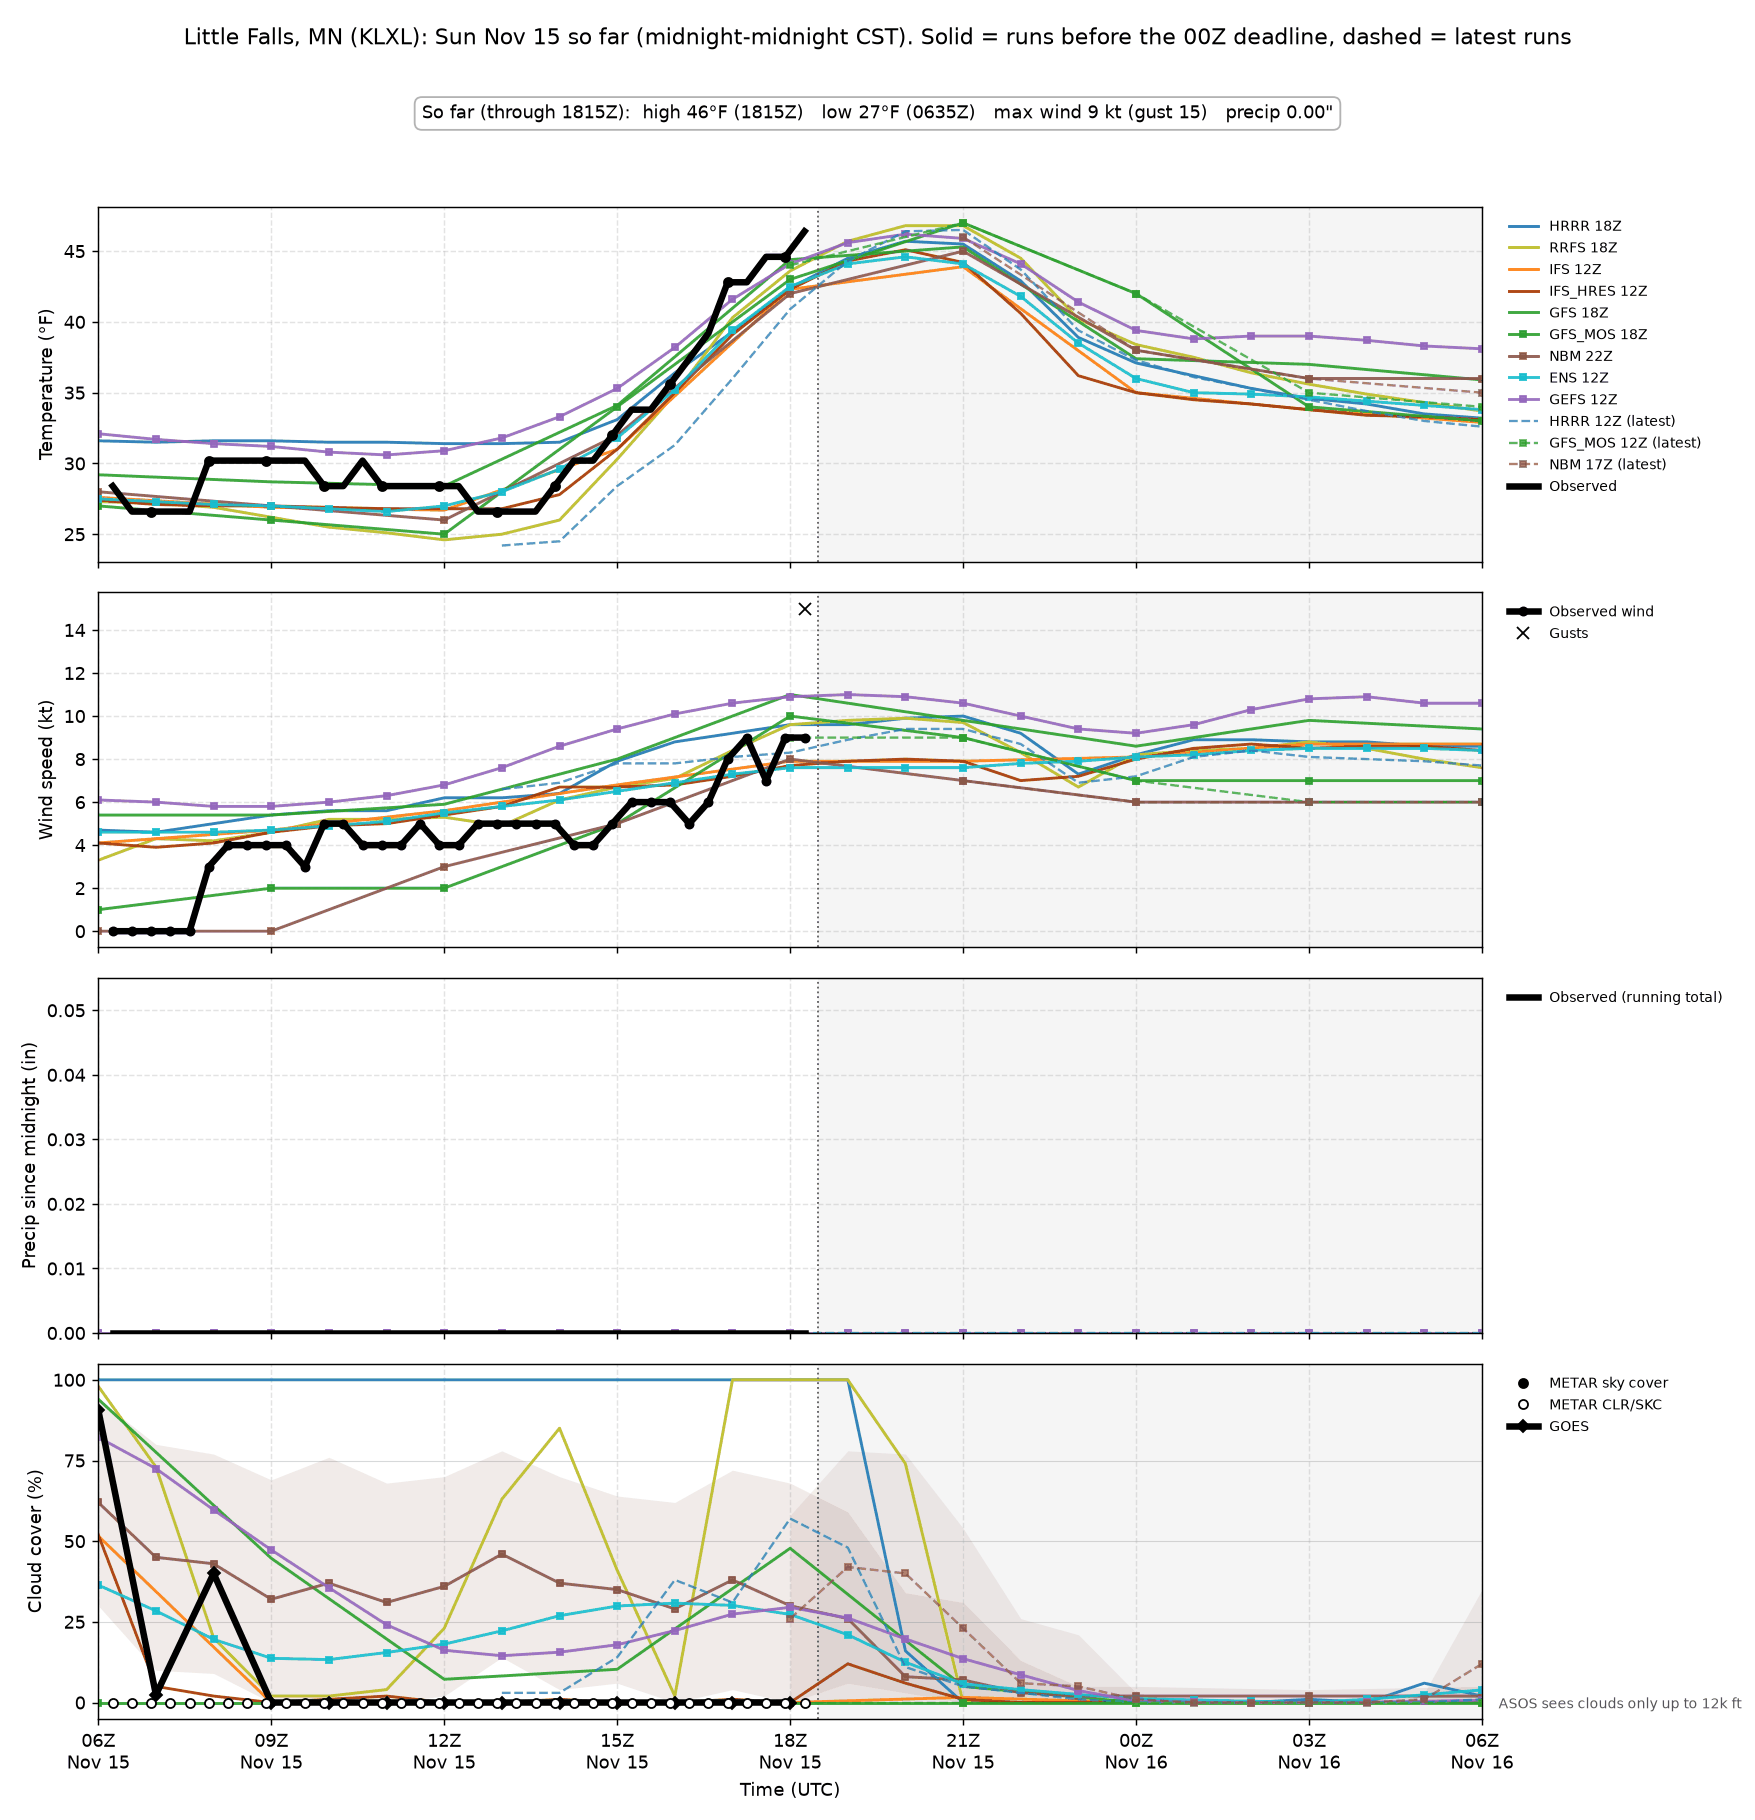 Little Falls, MN (KLXL): Sun Nov 15 so far (midnight-midnight CST). Solid = runs before the 00Z deadline, dashed = latest runs
So far (through 1815Z):  high 46°F (1815Z)   low 27°F (0635Z)   max wind 9 kt (gust 15)   precip 0.00"
Temperature (°F)
45
40
35
30
25
HRRR 18Z
RRFS 18Z
IFS 12Z
IFS_HRES 12Z
GFS 18Z
GFS_MOS 18Z
NBM 22Z
ENS 12Z
GEFS 12Z
HRRR 12Z (latest)
GFS_MOS 12Z (latest)
NBM 17Z (latest)
Observed
Wind speed (kt)
14
12
10
8
6
4
2
0
Observed wind
Gusts
Precip since midnight (in)
0.05
0.04
0.03
0.02
0.01
0.00
Observed (running total)
Cloud cover (%)
100
75
50
25
0
METAR sky cover
METAR CLR/SKC
GOES
ASOS sees clouds only up to 12k ft
06Z
Nov 15
09Z
Nov 15
12Z
Nov 15
15Z
Nov 15
18Z
Nov 15
21Z
Nov 15
00Z
Nov 16
03Z
Nov 16
06Z
Nov 16
Time (UTC)